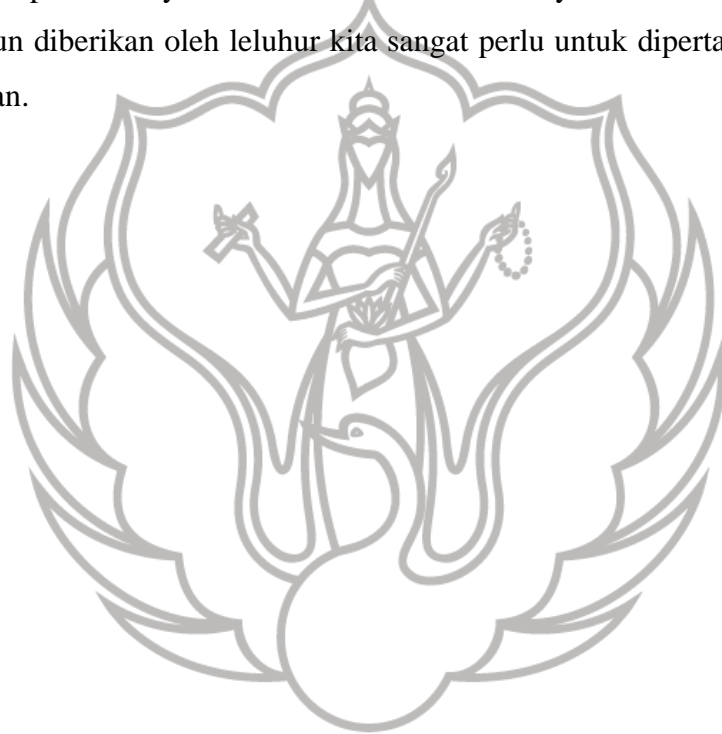 un diberikan oleh leluhur kita sangat perlu untuk diperta
an.